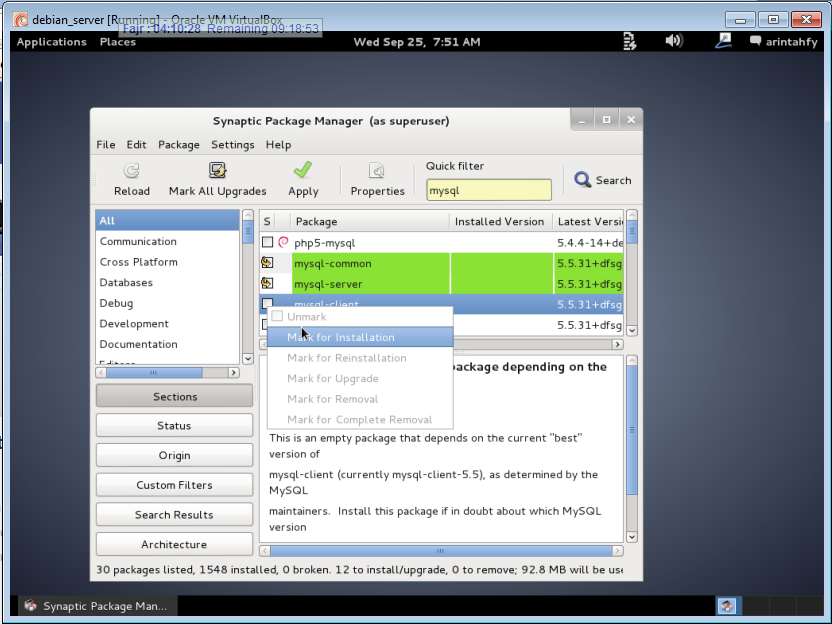 debian_server [Running] - Oracle VM VirtualBox
Fajr : 04:10:28 Remaining 09:18:53
Applications Places Wed Sep 25, 7:51 AM arintahfy
Synaptic Package Manager (as superuser)
File Edit Package Settings Help
Reload Mark All Upgrades Apply Properties Quick filter Search
mysql
All
Communication
Cross Platform
Databases
Debug
Development
Documentation
Editors
S Package Installed Version Latest Versi
php5-mysql 5.4.4-14+de
mysql-common 5.5.31+dfsg
mysql-server 5.5.31+dfsg
mysql-client 5.5.31+dfsg
5.5.31+dfsg
Unmark
Mark for Installation
Mark for Reinstallation
Mark for Upgrade
Mark for Removal
Mark for Complete Removal
Sections
Status
Origin
Custom Filters
Search Results
Architecture
package depending on the
This is an empty package that depends on the current "best"
version of
mysql-client (currently mysql-client-5.5), as determined by the
MySQL
maintainers. Install this package if in doubt about which MySQL
version
30 packages listed, 1548 installed, 0 broken. 12 to install/upgrade, 0 to remove; 92.8 MB will be use
Synaptic Package Man...